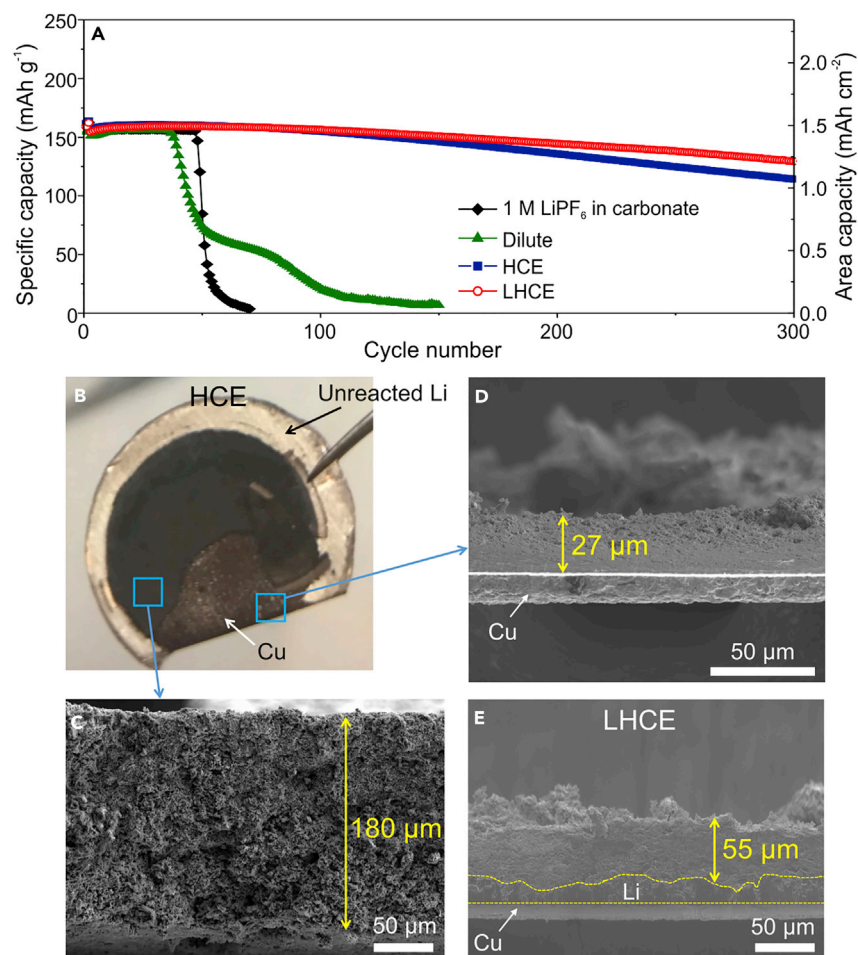 A
Specific capacity (mAh g⁻¹)
250
200
150
100
50
0
2.0
1.5
1.0
0.5
0.0
Area capacity (mAh cm⁻²)
1 M LiPF₆ in carbonate
Dilute
HCE
LHCE
0
100
200
300
Cycle number
B
HCE
Unreacted Li
Cu
D
27 µm
Cu
50 µm
C
180 µm
50 µm
E
LHCE
55 µm
Li
Cu
50 µm